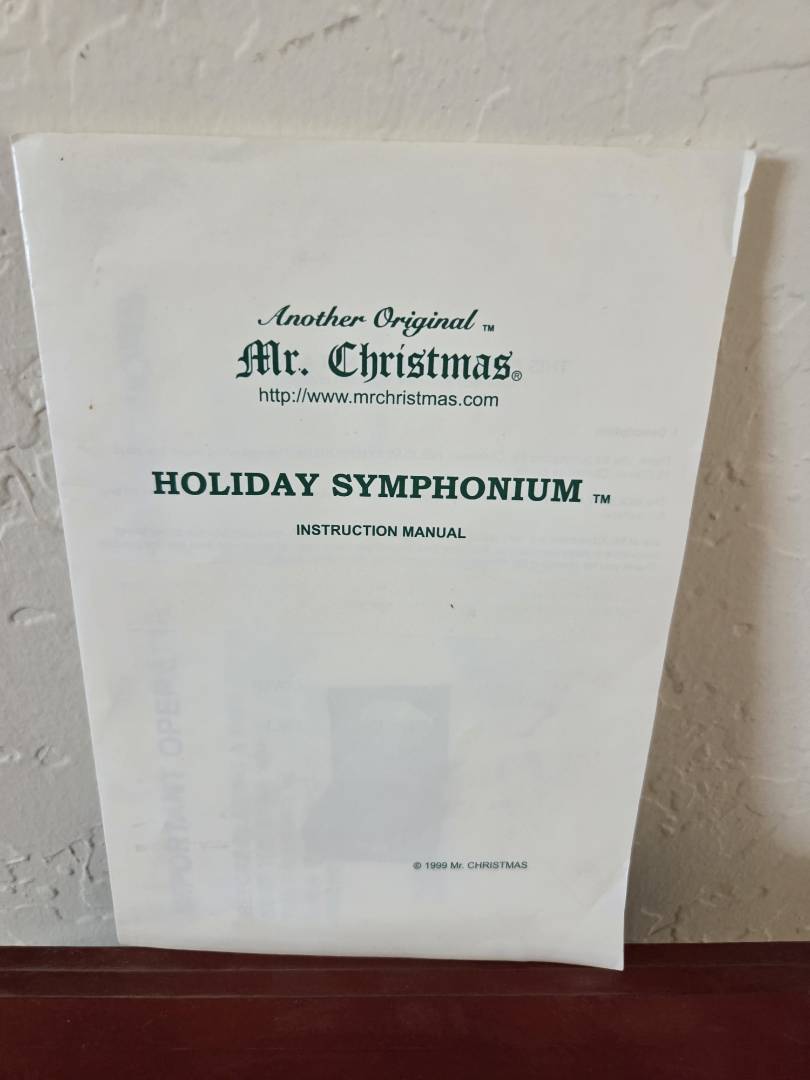 Another Original ™
Mr. Christmas®
http://www.mrchristmas.com
HOLIDAY SYMPHONIUM ™
INSTRUCTION MANUAL
© 1999 Mr. CHRISTMAS